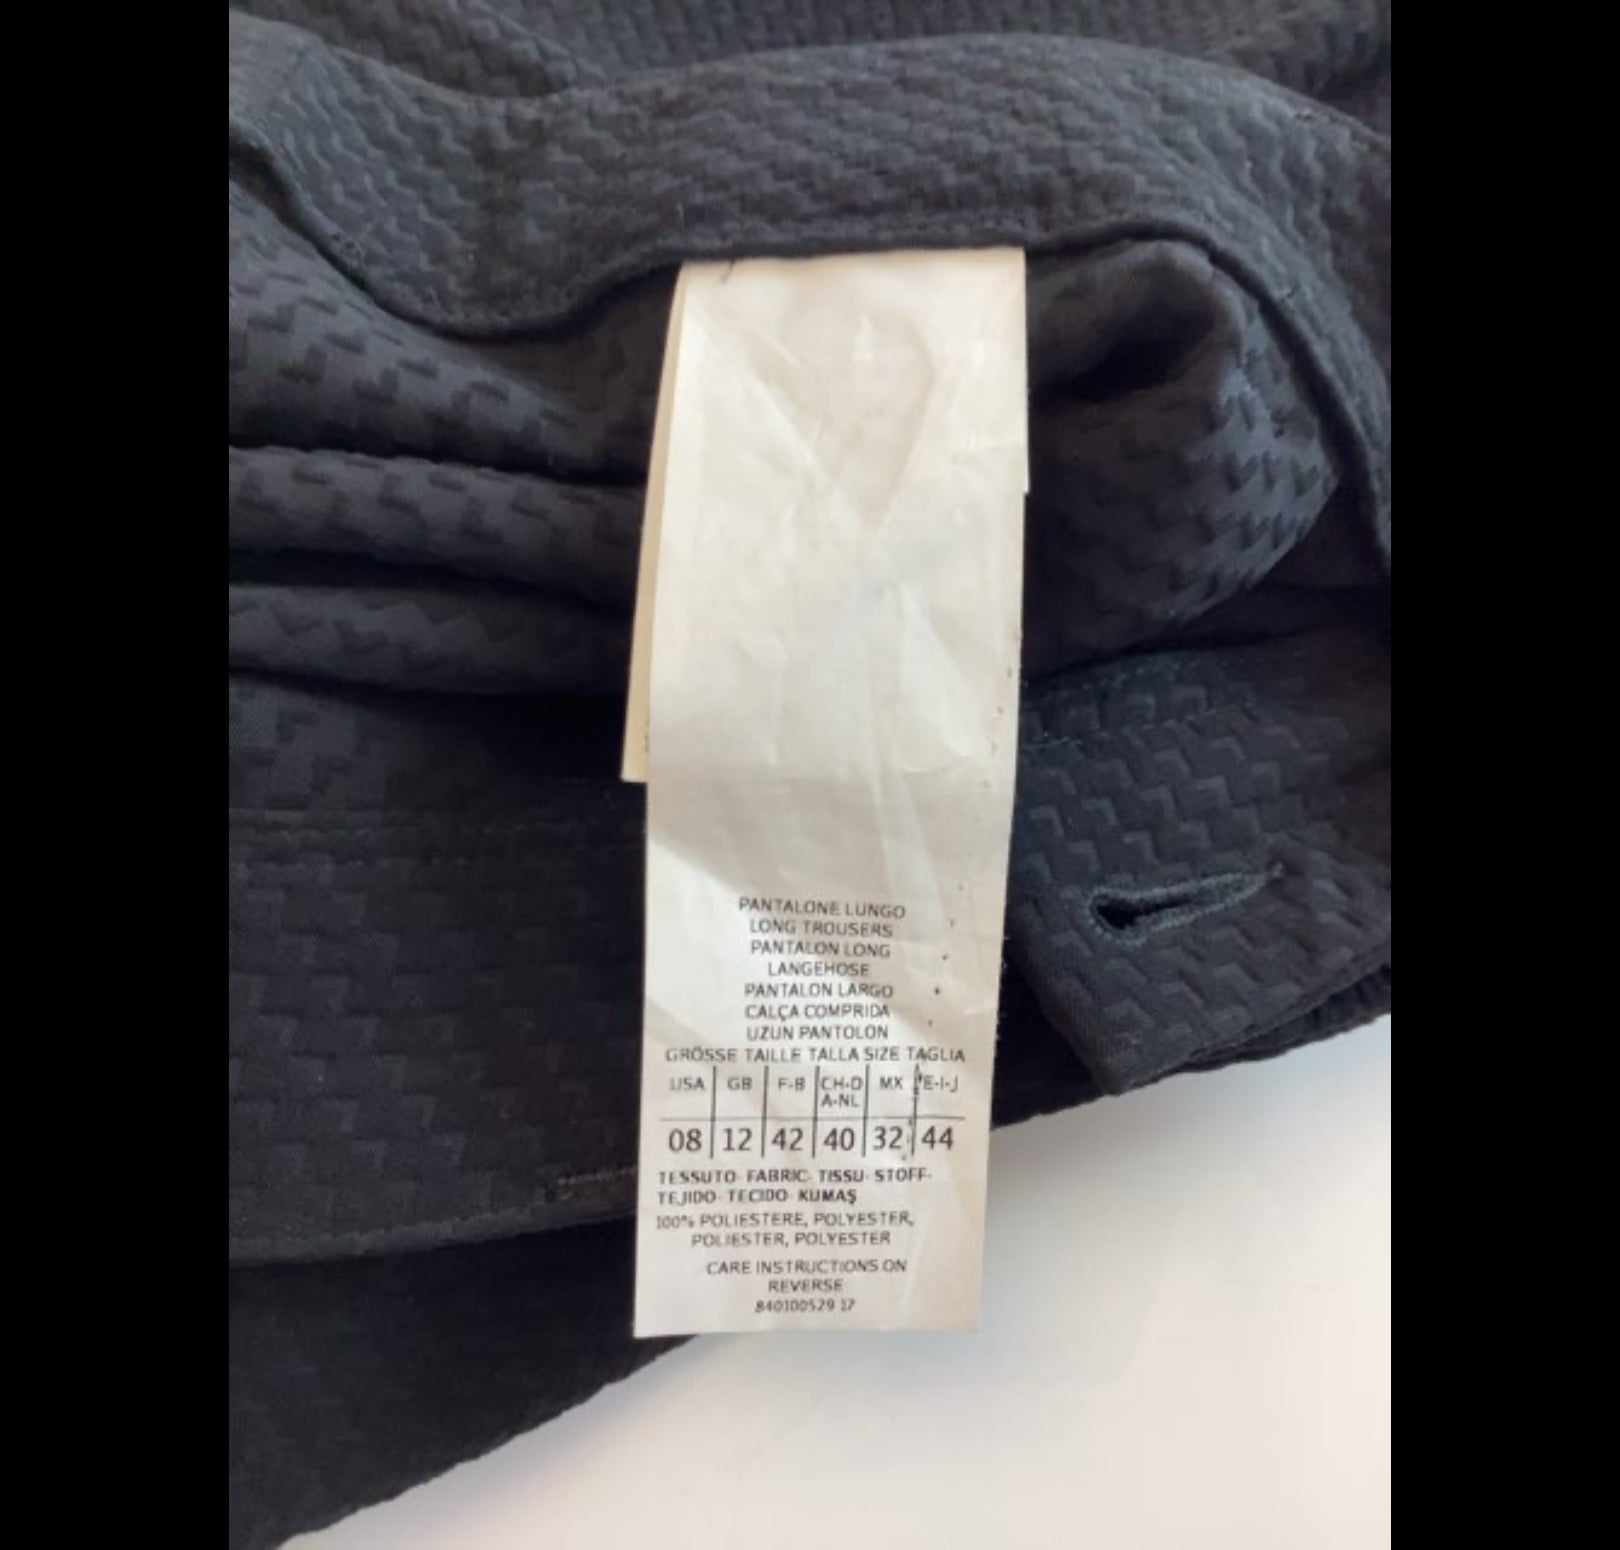 PANTALONE LUNGO
LONG TROUSERS
PANTALON LONG
LANGEHOSE
PANTALON LARGO
CALÇA COMPRIDA
UZUN PANTOLON
GRÖSSE TAILLE TALLA SIZE TAGLIA
USA GB F-B CH-D A-NL MX E-I-J
08 12 42 40 32 44
TESSUTO- FABRIC- TISSU- STOFF-
TEJIDO- TECIDO- KUMAŞ
100% POLIESTERE, POLYESTER,
POLIESTER, POLYESTER
CARE INSTRUCTIONS ON
REVERSE
840100529 17